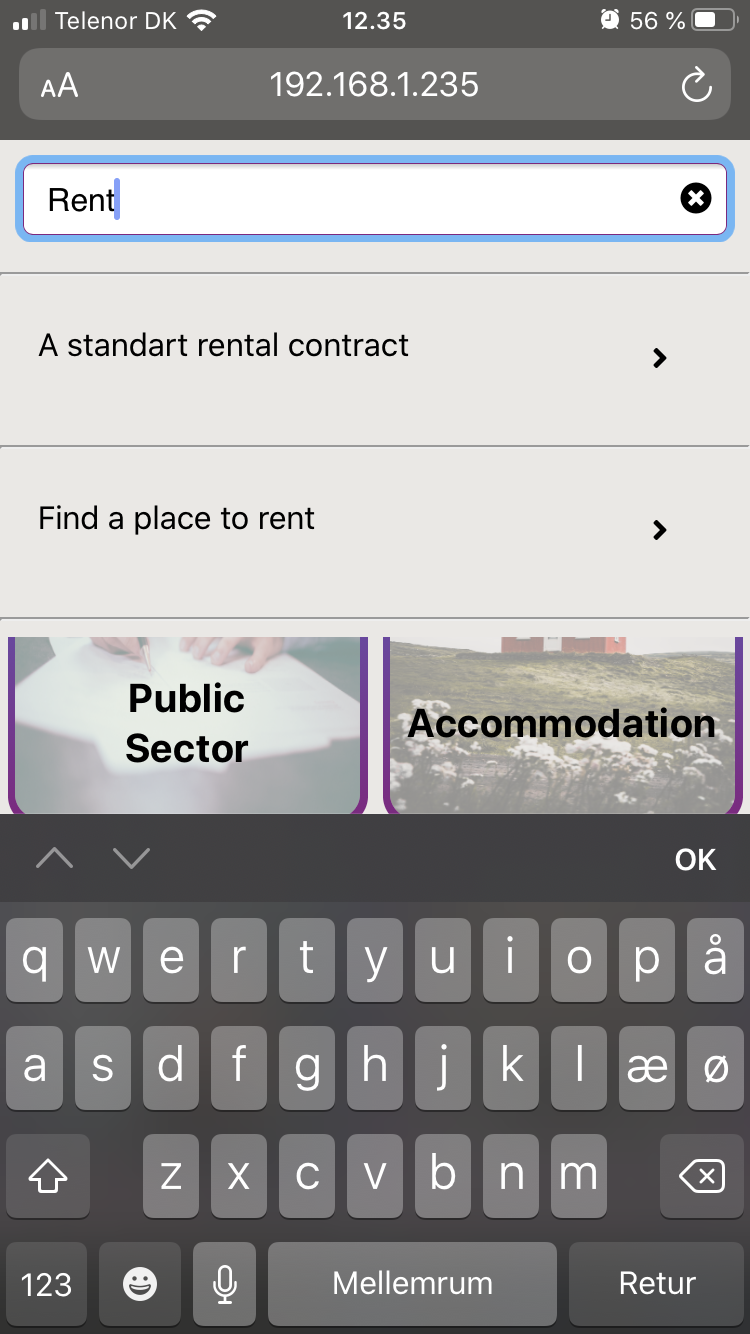 Telenor DK 12.35 56 %
AA 192.168.1.235
Rent
A standart rental contract
Find a place to rent
Public
Sector
Accommodation
OK
q w e r t y u i o p å
a s d f g h j k l æ ø
z x c v b n m
123 Mellemrum Retur